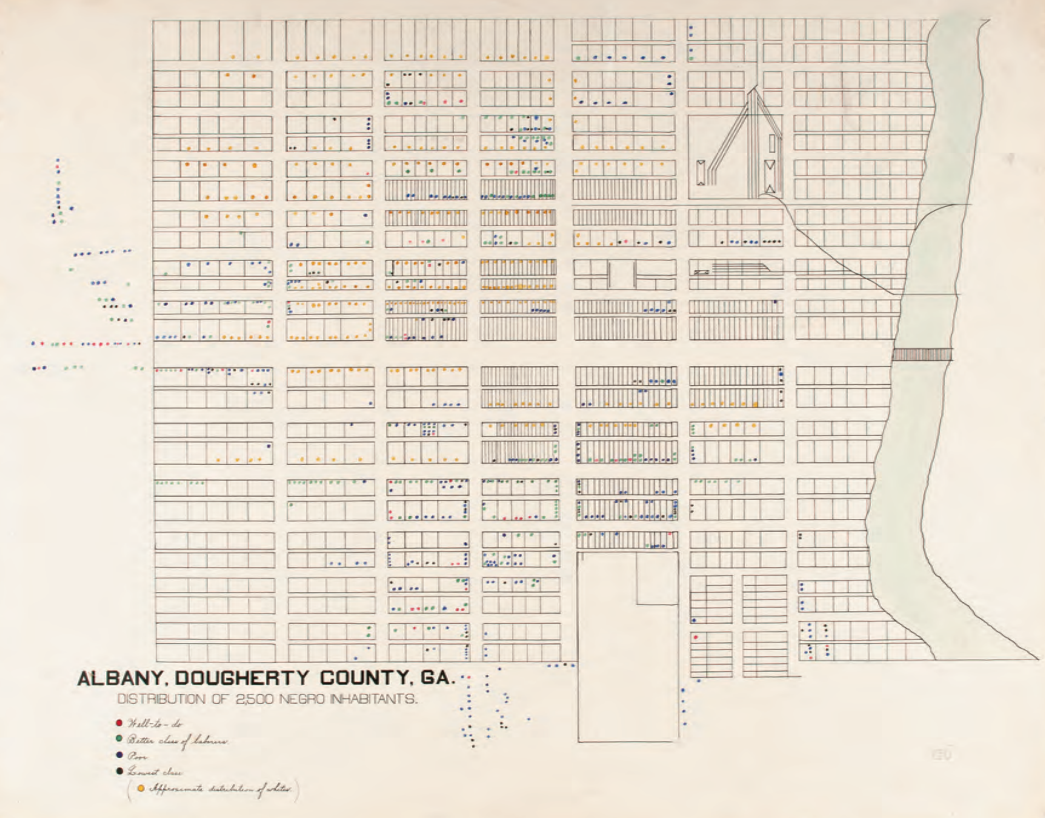 ALBANY, DOUGHERTY COUNTY, GA.
DISTRIBUTION OF 2,500 NEGRO INHABITANTS.
Well-to-do
Better class of laborers
Poor
Lowest class
(Approximate distribution of whites.)